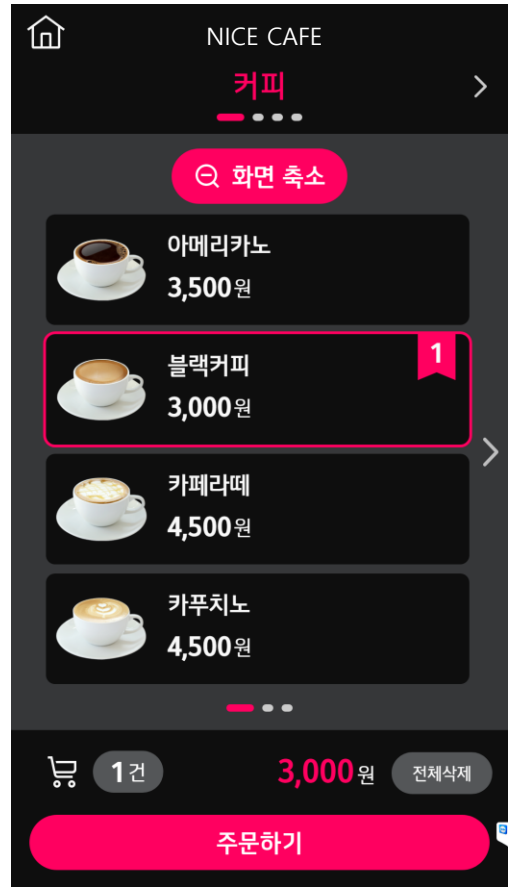 NICE CAFE
커피
화면 축소
아메리카노
3,500원
블랙커피
1
3,000원
카페라떼
4,500원
카푸치노
4,500원
1건 3,000원 전체삭제
주문하기